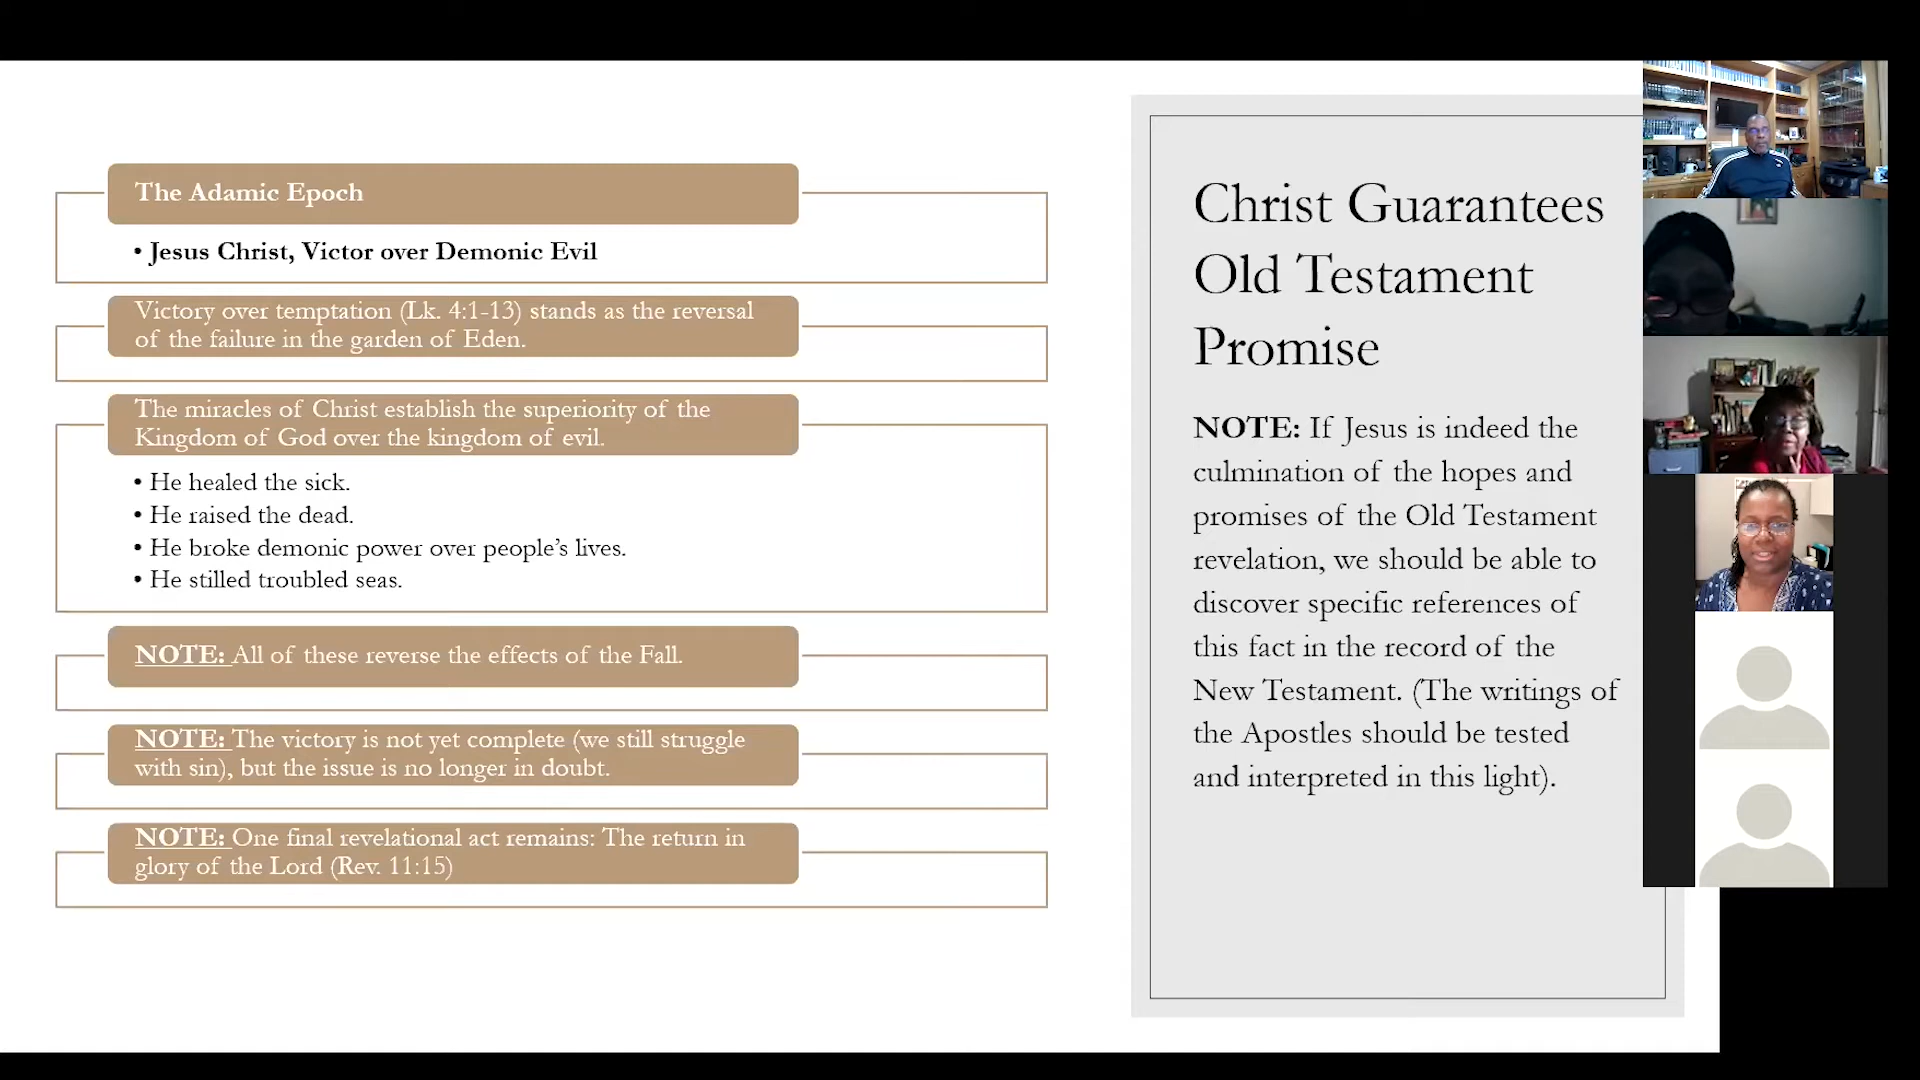 The Adamic Epoch
• Jesus Christ, Victor over Demonic Evil
Victory over temptation (Lk. 4:1-13) stands as the reversal
of the failure in the garden of Eden.
The miracles of Christ establish the superiority of the
Kingdom of God over the kingdom of evil.
• He healed the sick.
• He raised the dead.
• He broke demonic power over people’s lives.
• He stilled troubled seas.
NOTE: All of these reverse the effects of the Fall.
NOTE: The victory is not yet complete (we still struggle
with sin), but the issue is no longer in doubt.
NOTE: One final revelational act remains: The return in
glory of the Lord (Rev. 11:15)
Christ Guarantees
Old Testament
Promise
NOTE: If Jesus is indeed the
culmination of the hopes and
promises of the Old Testament
revelation, we should be able to
discover specific references of
this fact in the record of the
New Testament. (The writings of
the Apostles should be tested
and interpreted in this light).